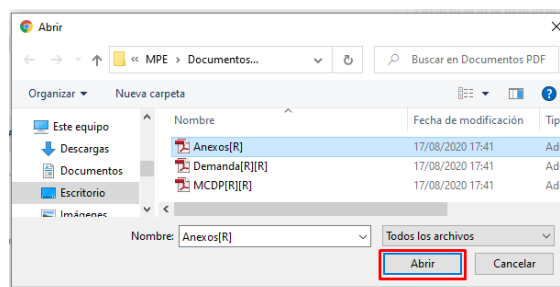 Abrir
« MPE › Documentos...
Buscar en Documentos PDF
Organizar
Nueva carpeta
Nombre
Fecha de modificación
Tip
Este equipo
Descargas
Documentos
Escritorio
Imágenes
Anexos[R]
17/08/2020 17:41
Ad
Demanda[R][R]
17/08/2020 17:41
Ad
MCDP[R][R]
17/08/2020 17:41
Ad
Nombre:
Anexos[R]
Todos los archivos
Abrir
Cancelar